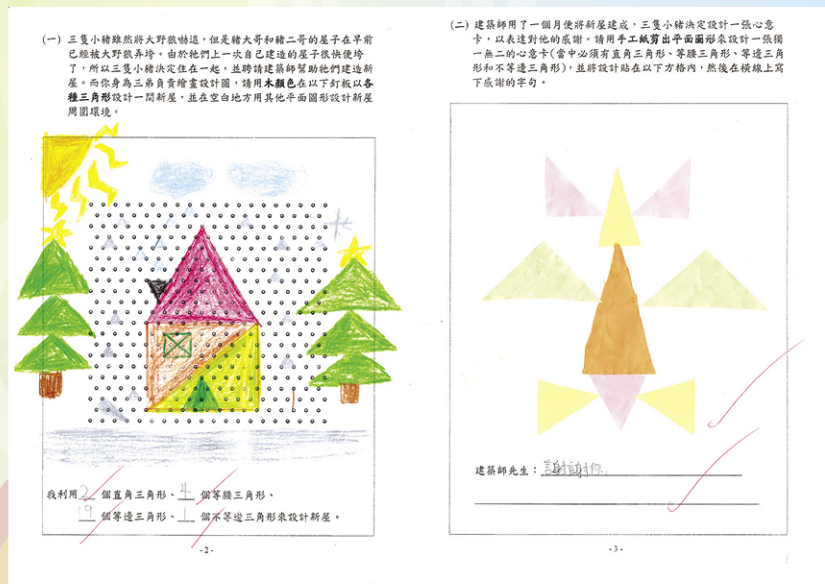 (一) 三隻小豬雖然將大野狼嚇退，但是豬大哥和豬二哥的屋子在早前
已經被大野狼弄垮。由於牠們上一次自己建造的屋子很快便垮
了，所以三隻小豬決定住在一起，並聘請建築師幫助牠們建造新
屋。而你身為三弟負責繪畫設計圖，請用木顏色在以下釘板以各
種三角形設計一間新屋，並在空白地方用其他平面圖形設計新屋
周圍環境。
我利用 2 個直角三角形、 4 個等腰三角形、
19 個等邊三角形、 1 個不等邊三角形來設計新屋。
- 2 -
(二) 建築師用了一個月便將新屋建成，三隻小豬決定設計一張心意
卡，以表達對他的感謝。請用手工紙剪出平面圖形來設計一張獨
一無二的心意卡(當中必須有直角三角形、等腰三角形、等邊三角
形和不等邊三角形)，並將設計貼在以下方格內，然後在橫線上寫
下感謝的字句。
建築師先生：謝謝你。
- 3 -